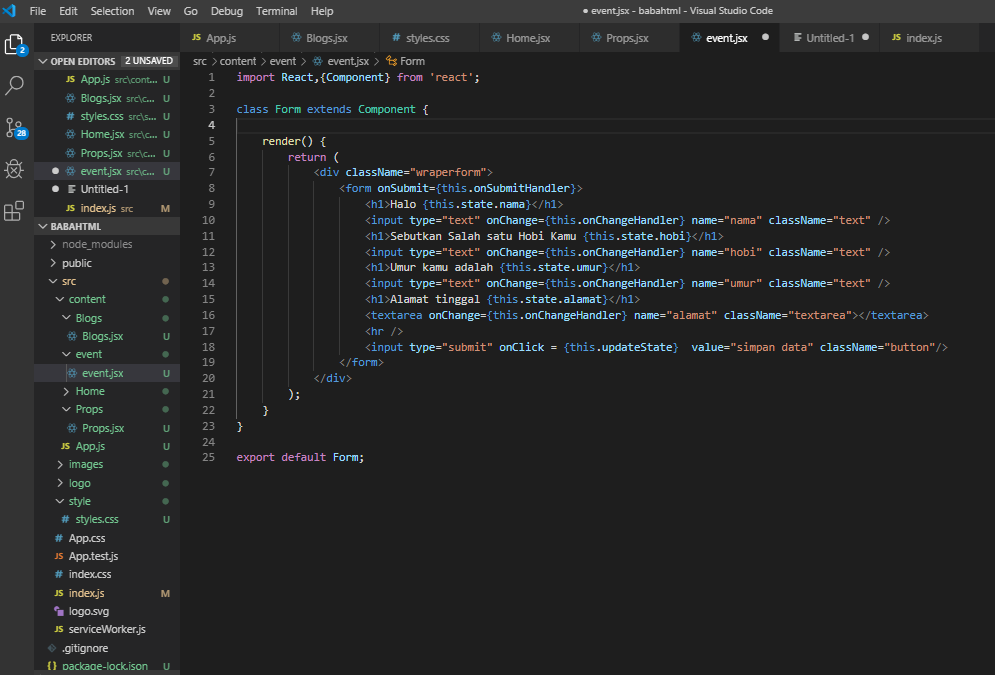 File Edit Selection View Go Debug Terminal Help ● event.jsx - babahtml - Visual Studio Code
2
28
EXPLORER
OPEN EDITORS 2 UNSAVED
JS App.js src\cont... U
Blogs.jsx src\c... U
# styles.css src\s... U
Home.jsx src\c... U
Props.jsx src\c... U
● event.jsx src\c... U
● Untitled-1
JS index.js src M
BABAHTML
node_modules
public
src
content
Blogs
Blogs.jsx U
event
event.jsx U
Home
Props
Props.jsx U
JS App.js U
images
logo
style
# styles.css U
# App.css
JS App.test.js
# index.css
JS index.js M
logo.svg
JS serviceWorker.js
.gitignore
{} package-lock.json U
JS App.js Blogs.jsx # styles.css Home.jsx Props.jsx event.jsx ● Untitled-1 ● JS index.js
src > content > event > event.jsx > Form
1 import React,{Component} from 'react';
2
3 class Form extends Component {
4
5 render() {
6 return (
7 <div className="wraperform">
8 <form onSubmit={this.onSubmitHandler}>
9 <h1>Halo {this.state.nama}</h1>
10 <input type="text" onChange={this.onChangeHandler} name="nama" className="text" />
11 <h1>Sebutkan Salah satu Hobi Kamu {this.state.hobi}</h1>
12 <input type="text" onChange={this.onChangeHandler} name="hobi" className="text" />
13 <h1>Umur kamu adalah {this.state.umur}</h1>
14 <input type="text" onChange={this.onChangeHandler} name="umur" className="text" />
15 <h1>Alamat tinggal {this.state.alamat}</h1>
16 <textarea onChange={this.onChangeHandler} name="alamat" className="textarea"></textarea>
17 <hr />
18 <input type="submit" onClick = {this.updateState}  value="simpan data" className="button"/>
19 </form>
20 </div>
21 );
22 }
23 }
24
25 export default Form;